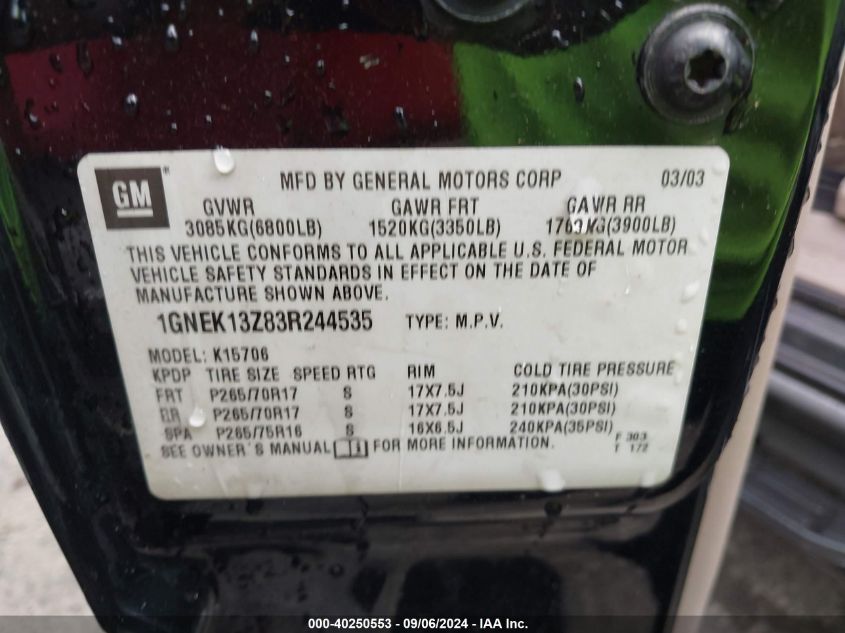 GM®
MFD BY GENERAL MOTORS CORP 03/03
GVWR GAWR FRT GAWR RR
3085KG(6800LB) 1520KG(3350LB) 1769KG(3900LB)
THIS VEHICLE CONFORMS TO ALL APPLICABLE U.S. FEDERAL MOTOR
VEHICLE SAFETY STANDARDS IN EFFECT ON THE DATE OF
MANUFACTURE SHOWN ABOVE.
1GNEK13Z83R244535 TYPE: M.P.V.
MODEL: K15706
KPDP TIRE SIZE SPEED RTG RIM COLD TIRE PRESSURE
FRT P265/70R17 S 17X7.5J 210KPA(30PSI)
RR P265/70R17 S 17X7.5J 210KPA(30PSI)
SPA P265/75R16 S 16X6.5J 240KPA(35PSI)
SEE OWNER'S MANUAL FOR MORE INFORMATION.
F 303
T 172
000-40250553 - 09/06/2024 - IAA Inc.